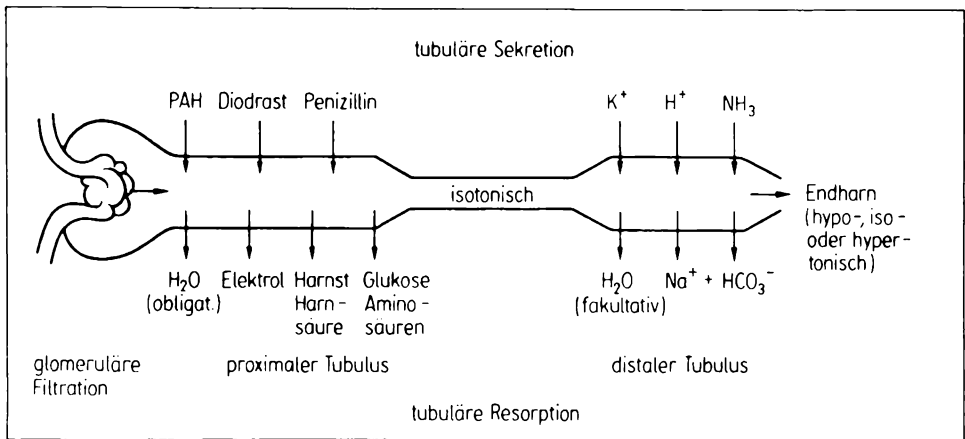 tubuläre Sekretion
PAH Diodrast Penizillin K⁺ H⁺ NH₃
isotonisch
Endharn
(hypo-, iso-
oder hyper-
tonisch)
H₂O Elektrol Harnst Glukose H₂O Na⁺ + HCO₃⁻
(obligat.) Harn- Amino- (fakultativ)
säure säuren
glomeruläre proximaler Tubulus distaler Tubulus
Filtration
tubuläre Resorption